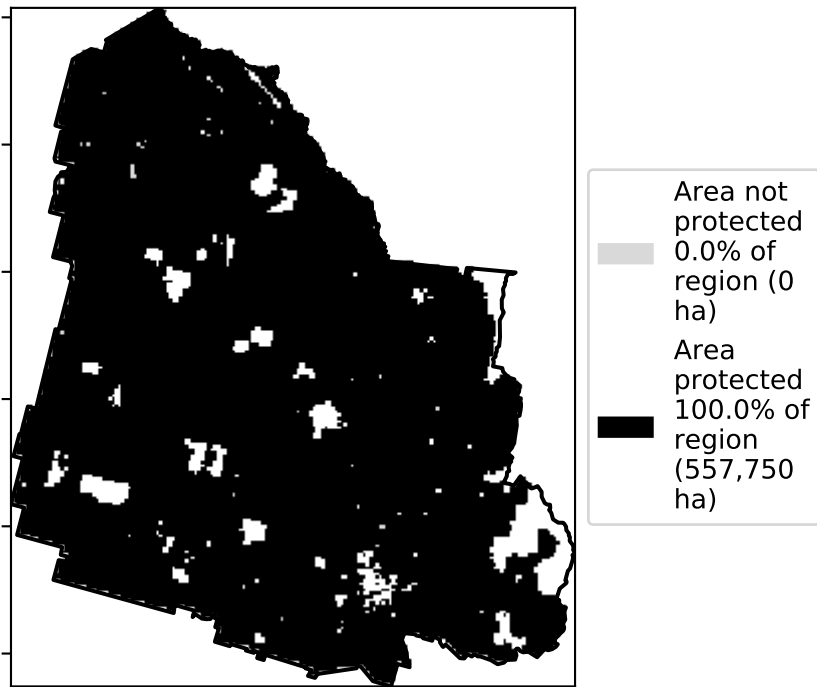 Area not
protected
0.0% of
region (0
ha)
Area
protected
100.0% of
region
(557,750
ha)